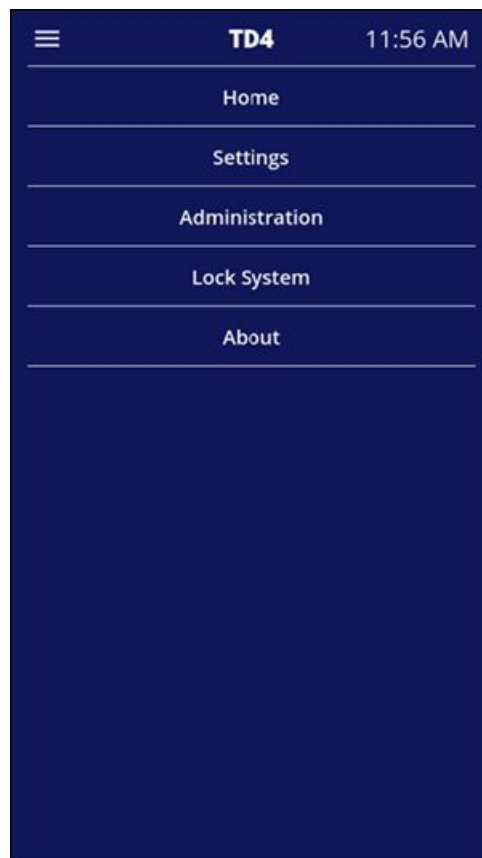 TD4 11:56 AM
Home
Settings
Administration
Lock System
About